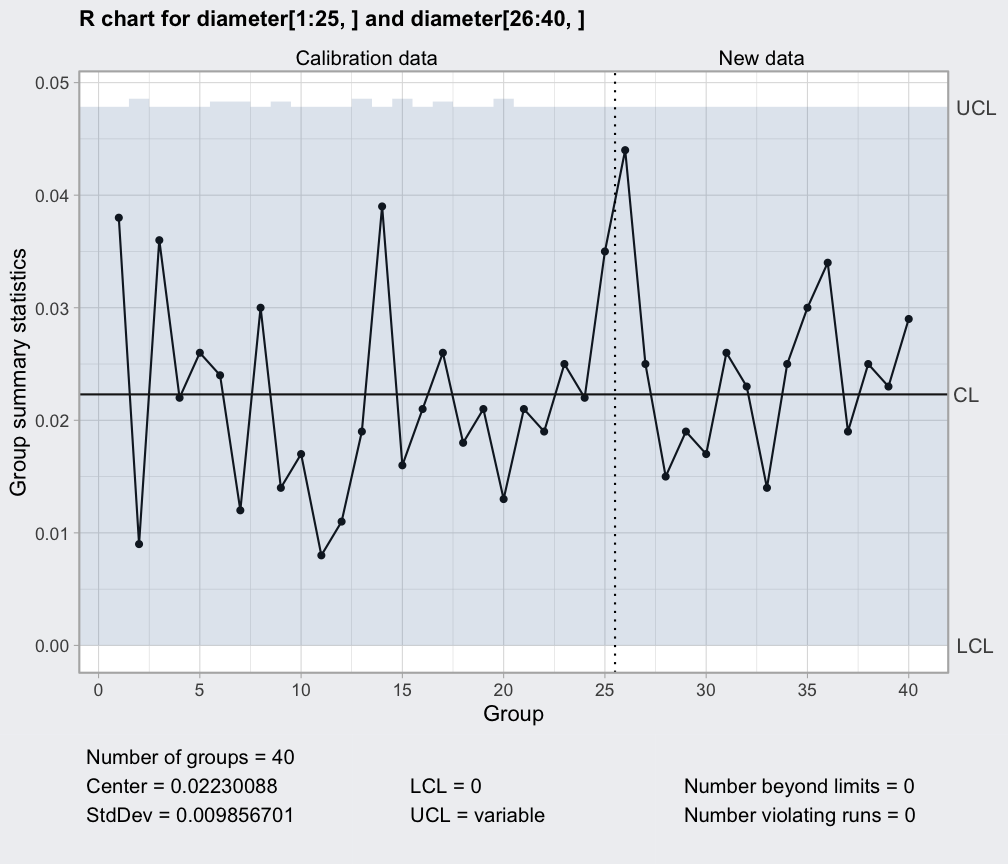 R chart for diameter[1:25, ] and diameter[26:40, ]
Calibration data
New data
0.05
UCL
0.04
0.03
CL
0.02
0.01
0.00
LCL
Group summary statistics
0 5 10 15 20 25 30 35 40
Group
Number of groups = 40
Center = 0.02230088
LCL = 0
Number beyond limits = 0
StdDev = 0.009856701
UCL = variable
Number violating runs = 0